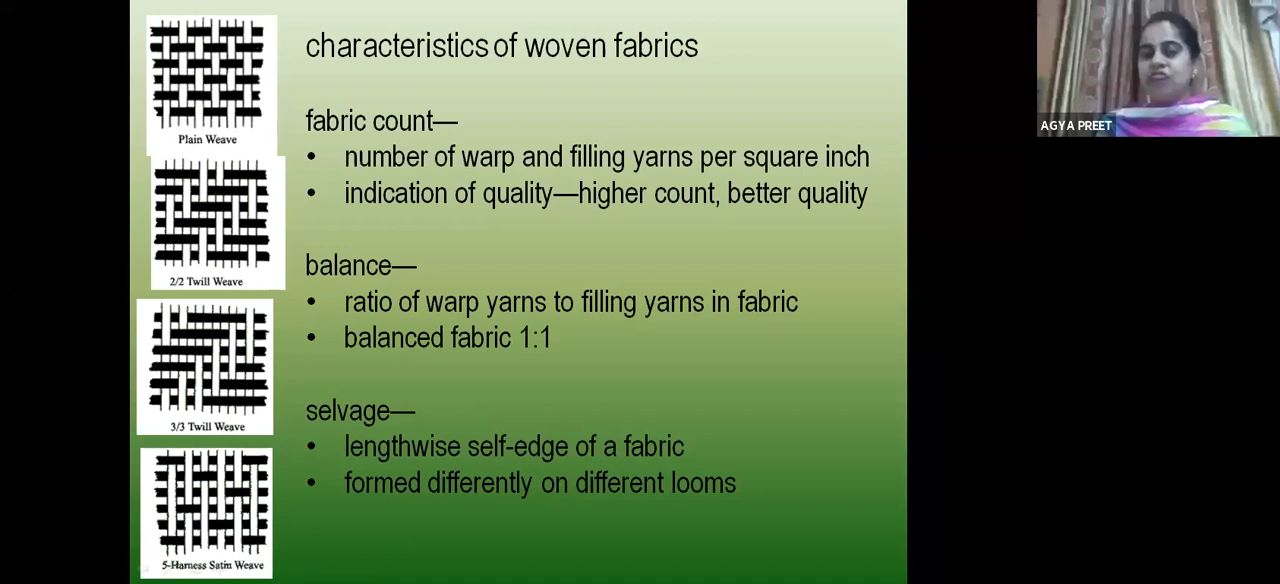 characteristics of woven fabrics
fabric count—
• number of warp and filling yarns per square inch
• indication of quality—higher count, better quality
balance—
• ratio of warp yarns to filling yarns in fabric
• balanced fabric 1:1
selvage—
• lengthwise self-edge of a fabric
• formed differently on different looms
Plain Weave
2/2 Twill Weave
3/3 Twill Weave
5-Harness Satin Weave
AGYA PREET